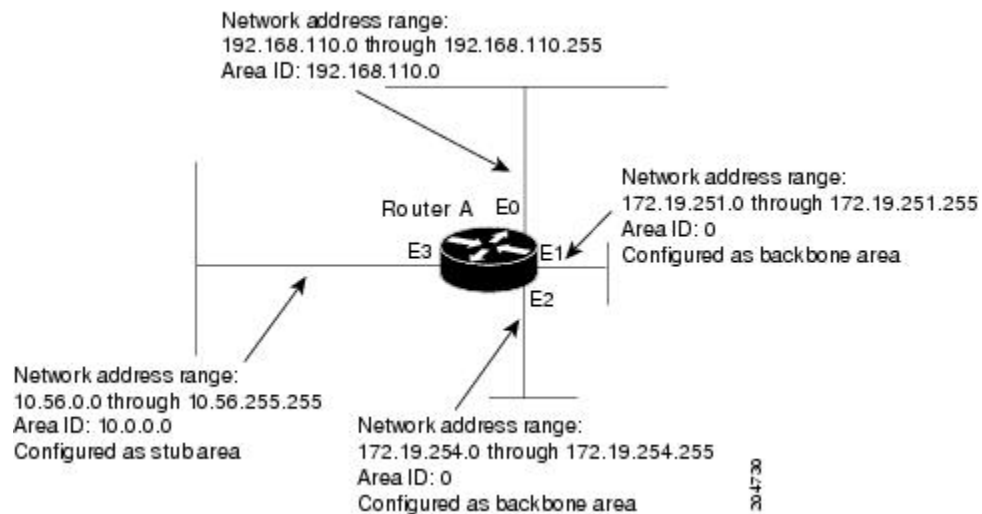 Network address range:
192.168.110.0 through 192.168.110.255
Area ID: 192.168.110.0
Network address range:
172.19.251.0 through 172.19.251.255
Area ID: 0
Configured as backbone area
Router A
E0
E3
E1
E2
Network address range:
10.56.0.0 through 10.56.255.255
Area ID: 10.0.0.0
Configured as stub area
Network address range:
172.19.254.0 through 172.19.254.255
Area ID: 0
Configured as backbone area